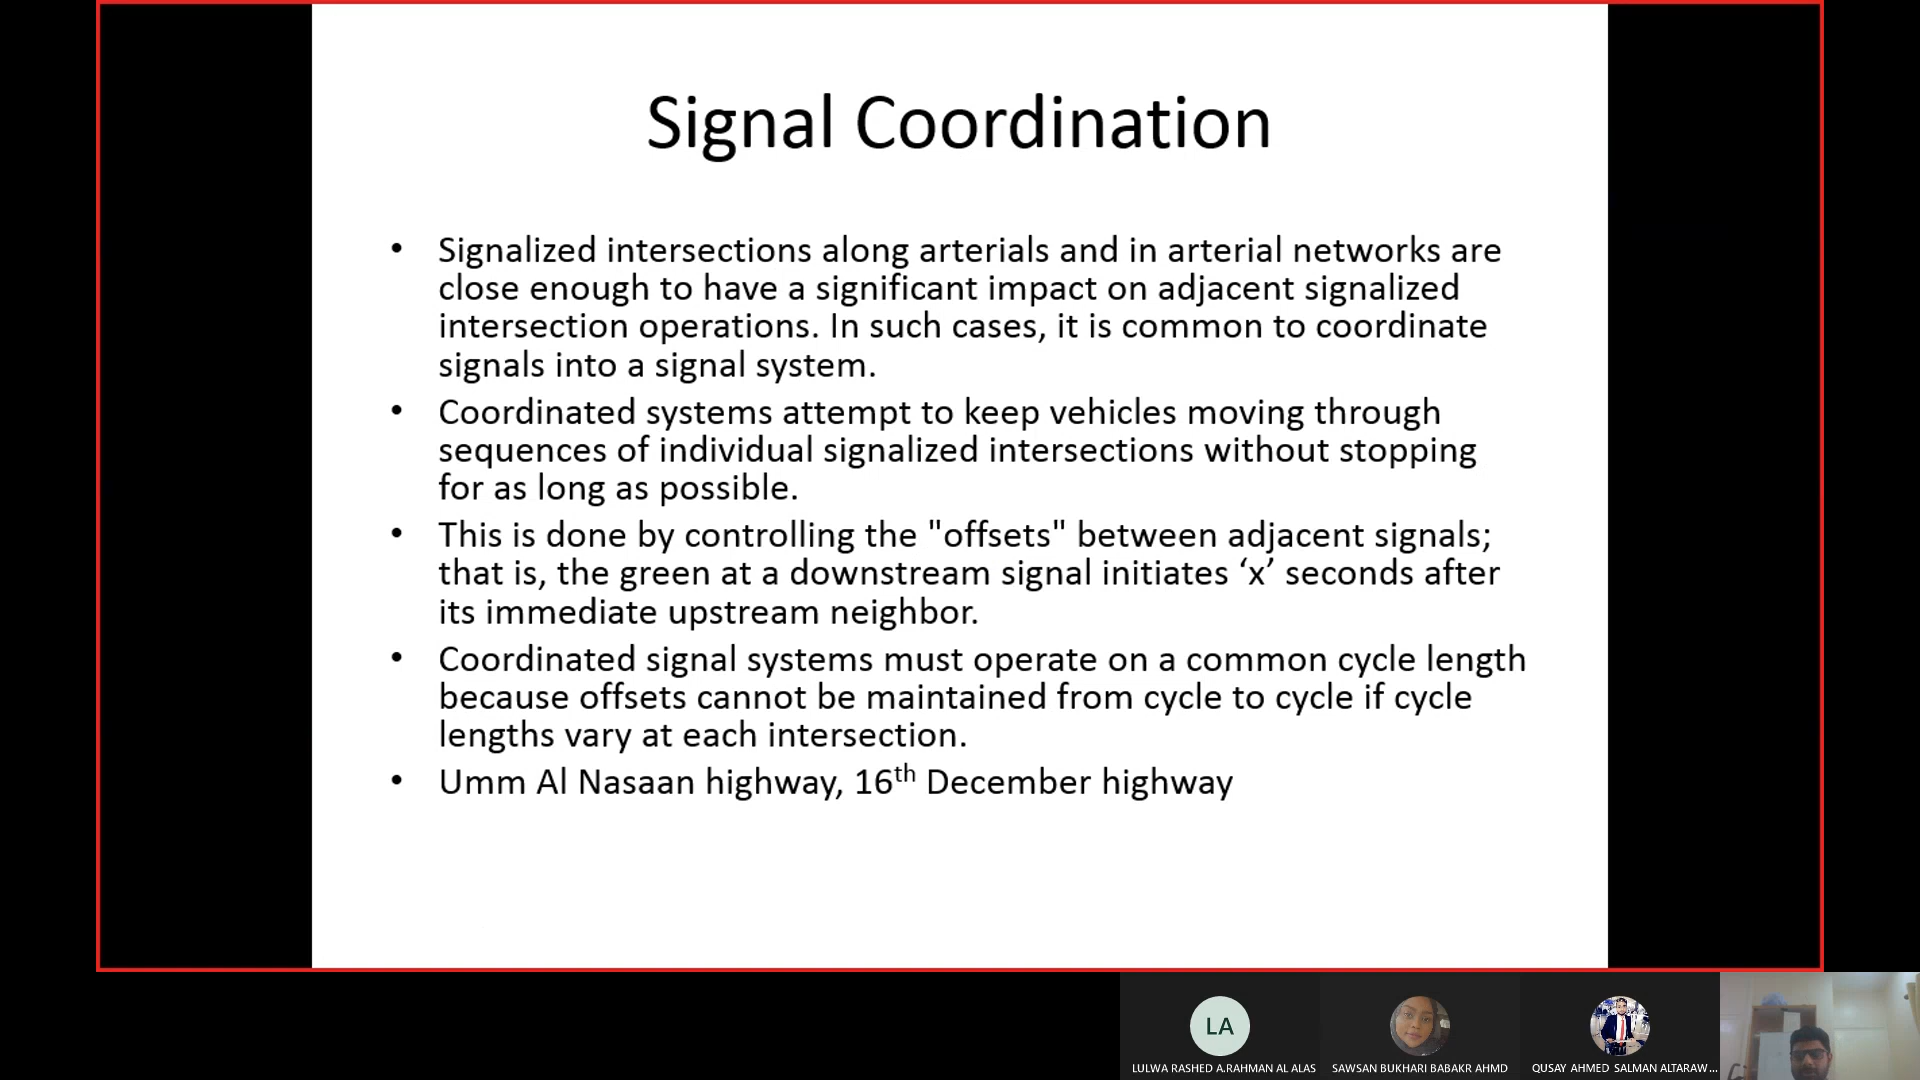 Signal Coordination
• Signalized intersections along arterials and in arterial networks are
close enough to have a significant impact on adjacent signalized
intersection operations. In such cases, it is common to coordinate
signals into a signal system.
• Coordinated systems attempt to keep vehicles moving through
sequences of individual signalized intersections without stopping
for as long as possible.
• This is done by controlling the "offsets" between adjacent signals;
that is, the green at a downstream signal initiates ‘x’ seconds after
its immediate upstream neighbor.
• Coordinated signal systems must operate on a common cycle length
because offsets cannot be maintained from cycle to cycle if cycle
lengths vary at each intersection.
• Umm Al Nasaan highway, 16th December highway
LA
LULWA RASHED A.RAHMAN AL ALAS
SAWSAN BUKHARI BABAKR AHMD
QUSAY AHMED SALMAN ALTARAW...